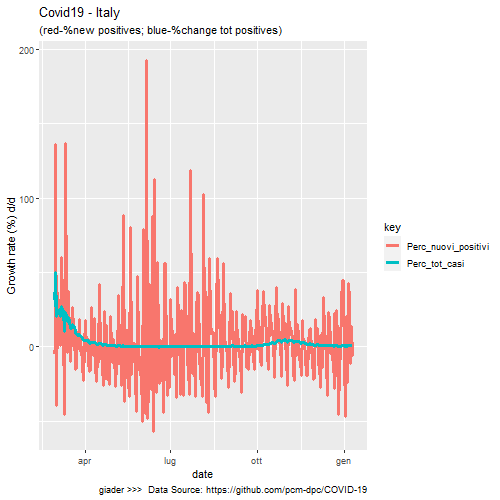 Covid19 - Italy
(red-%new positives; blue-%change tot positives)
200
100
0
Growth rate (%) d/d
apr
lug
ott
gen
date
key
Perc_nuovi_positivi
Perc_tot_casi
giader >>> Data Source: https://github.com/pcm-dpc/COVID-19